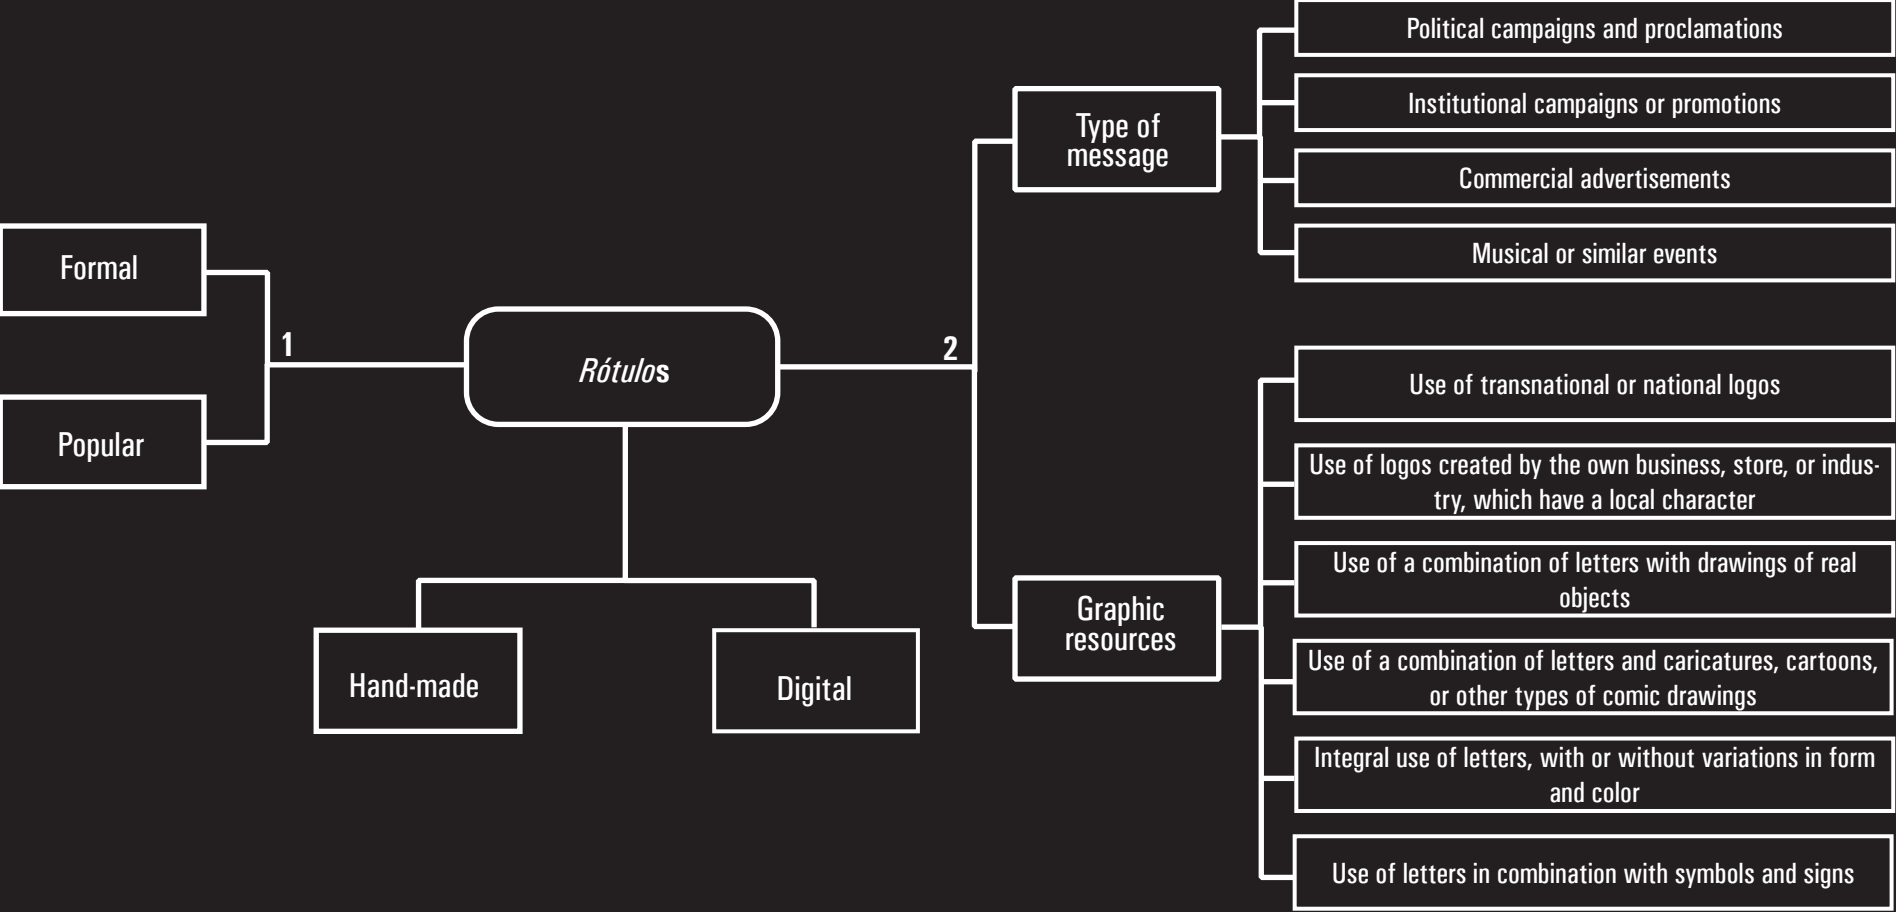 Formal
Popular
1
Rótulos
Hand-made
Digital
2
Type of
message
Political campaigns and proclamations
Institutional campaigns or promotions
Commercial advertisements
Musical or similar events
Graphic
resources
Use of transnational or national logos
Use of logos created by the own business, store, or indus-
try, which have a local character
Use of a combination of letters with drawings of real
objects
Use of a combination of letters and caricatures, cartoons,
or other types of comic drawings
Integral use of letters, with or without variations in form
and color
Use of letters in combination with symbols and signs